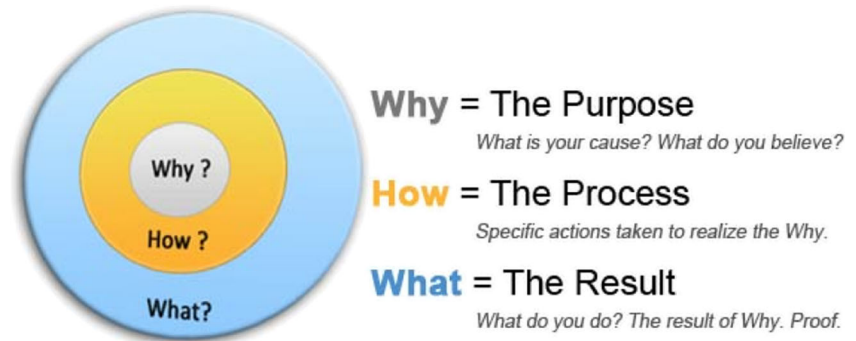 Why ?
How ?
What?
Why = The Purpose
What is your cause? What do you believe?
How = The Process
Specific actions taken to realize the Why.
What = The Result
What do you do? The result of Why. Proof.